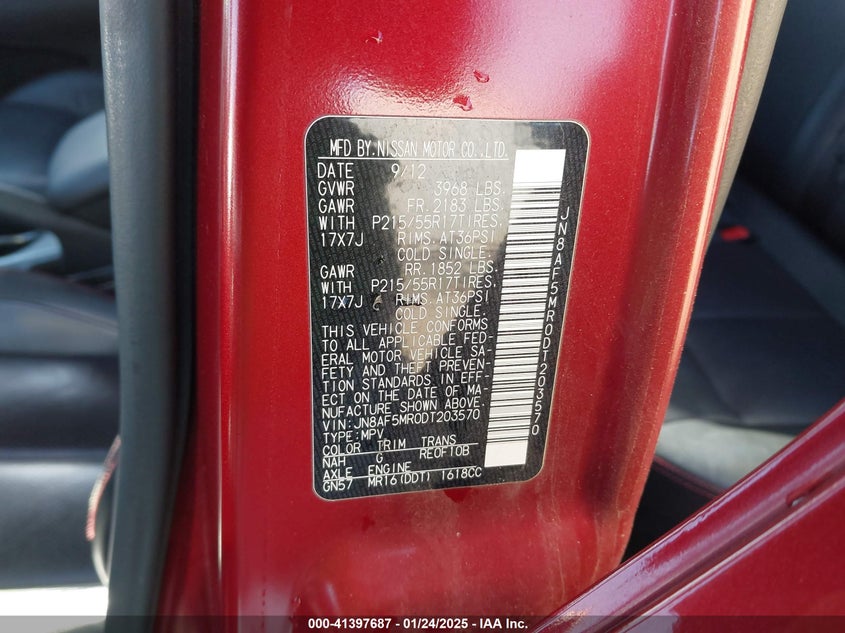 MFD BY.NISSAN MOTOR CO.,LTD.
DATE 9/12
GVWR 3968 LBS.
GAWR FR.2183 LBS.
WITH P215/55R17TIRES.
17X7J RIMS.AT36PSI
COLD SINGLE.
GAWR RR.1852 LBS.
WITH P215/55R17TIRES.
17X7J RIMS.AT36PSI
COLD SINGLE.
THIS VEHICLE CONFORMS
TO ALL APPLICABLE FED-
ERAL MOTOR VEHICLE SA-
FETY AND THEFT PREVEN-
TION STANDARDS IN EFF-
ECT ON THE DATE OF MA-
NUFACTURE SHOWN ABOVE.
VIN:JN8AF5MR0DT203570
TYPE:MPV
COLOR TRIM TRANS
NAH G RE0F10B
AXLE ENGINE
GN57 MR16(DDT) 1618CC
JN8AF5MR0DT203570
000-41397687 - 01/24/2025 - IAA Inc.